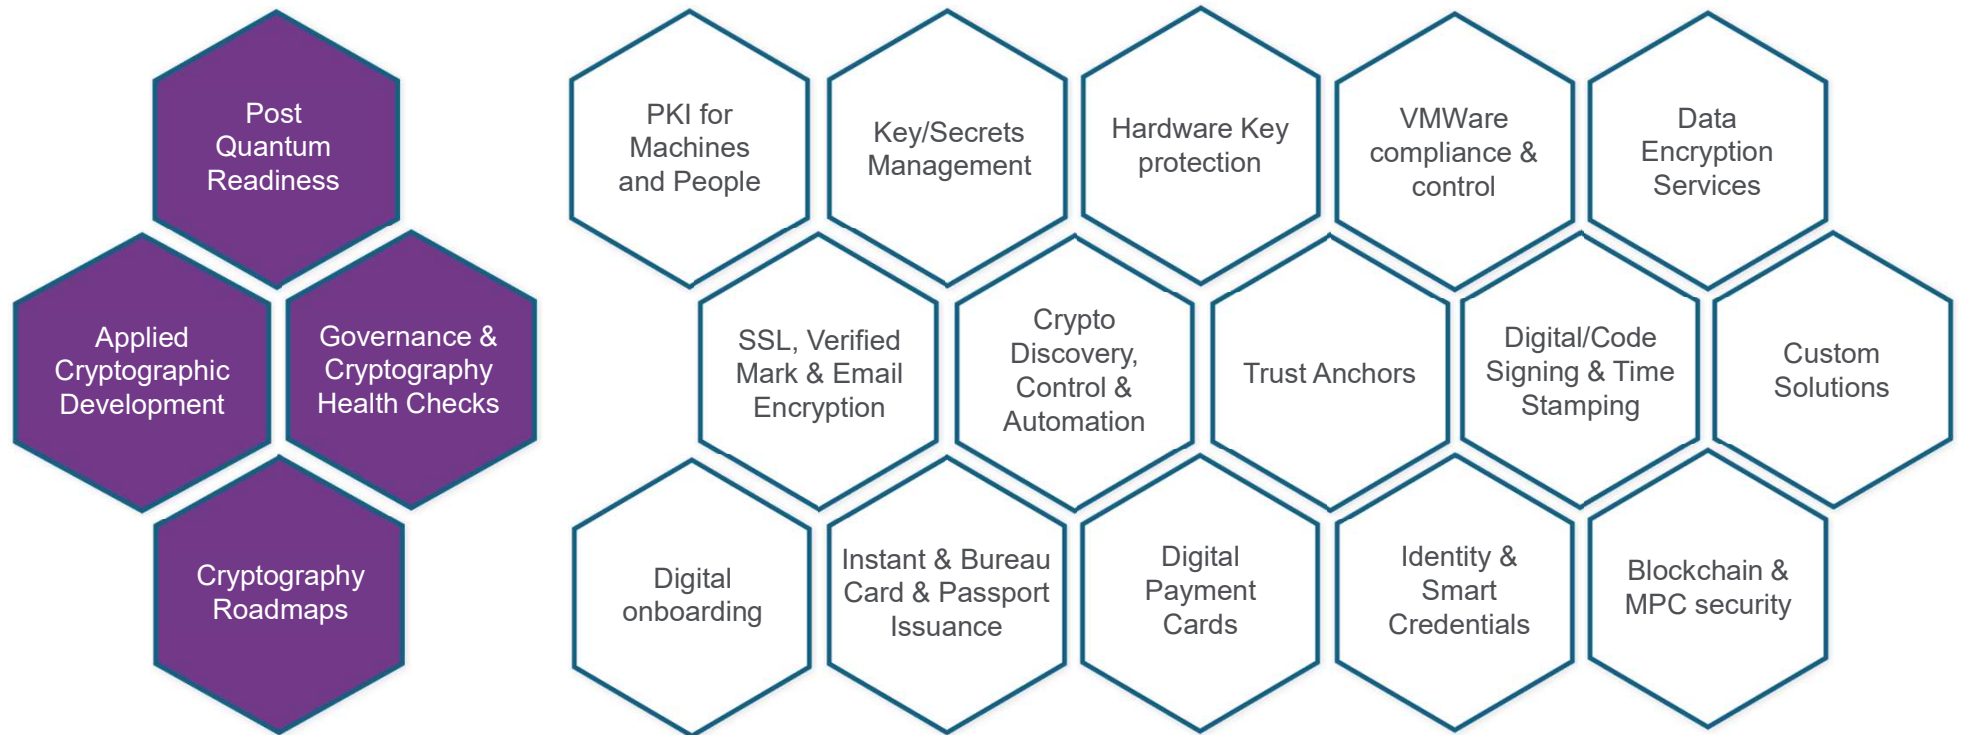 Post
Quantum
Readiness
Applied
Cryptographic
Development
Governance &
Cryptography
Health Checks
Cryptography
Roadmaps
PKI for
Machines
and People
Key/Secrets
Management
Hardware Key
protection
VMWare
compliance &
control
Data
Encryption
Services
SSL, Verified
Mark & Email
Encryption
Crypto
Discovery,
Control &
Automation
Trust Anchors
Digital/Code
Signing & Time
Stamping
Custom
Solutions
Digital
onboarding
Instant & Bureau
Card & Passport
Issuance
Digital
Payment
Cards
Identity &
Smart
Credentials
Blockchain &
MPC security